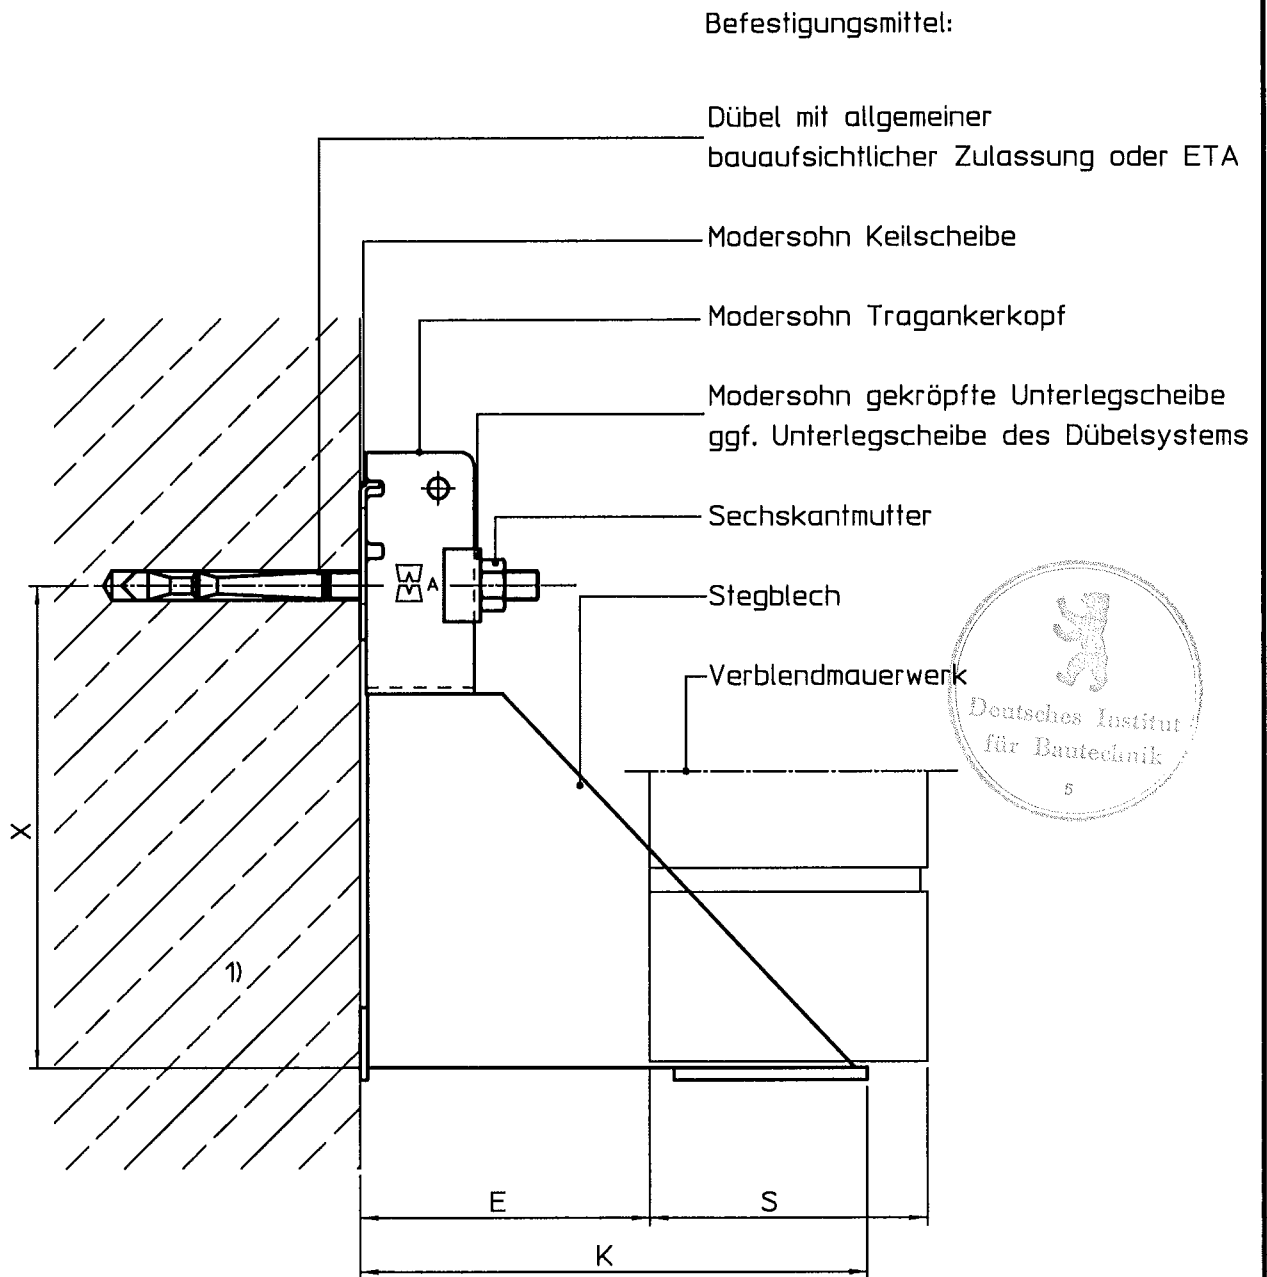 Befestigungsmittel:
Dübel mit allgemeiner
bauaufsichtlicher Zulassung oder ETA
Modersohn Keilscheibe
Modersohn Tragankerkopf
Modersohn gekröpfte Unterlegscheibe
ggf. Unterlegscheibe des Dübelsystems
Sechskantmutter
A
Stegblech
Verblendmauerwerk
Deutsches Institut
für Bautechnik
5
X
1)
E
S
K